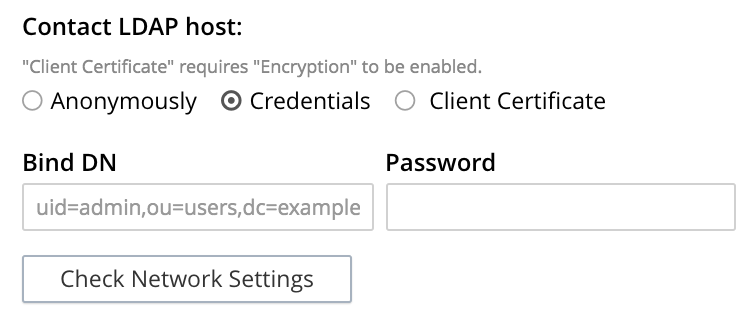 Contact LDAP host:
"Client Certificate" requires "Encryption" to be enabled.
Anonymously Credentials Client Certificate
Bind DN Password
uid=admin,ou=users,dc=example
Check Network Settings